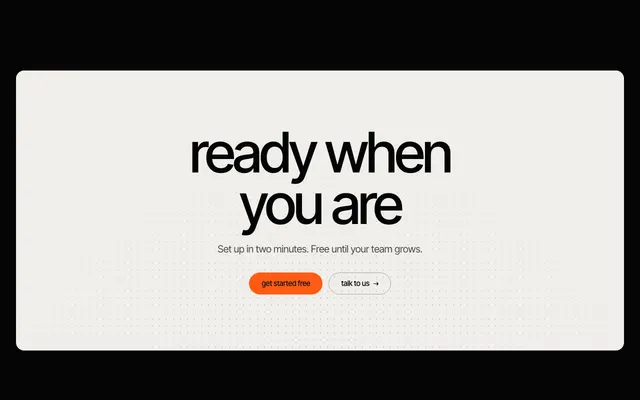 ready when
you are
Set up in two minutes. Free until your team grows.
get started free
talk to us →